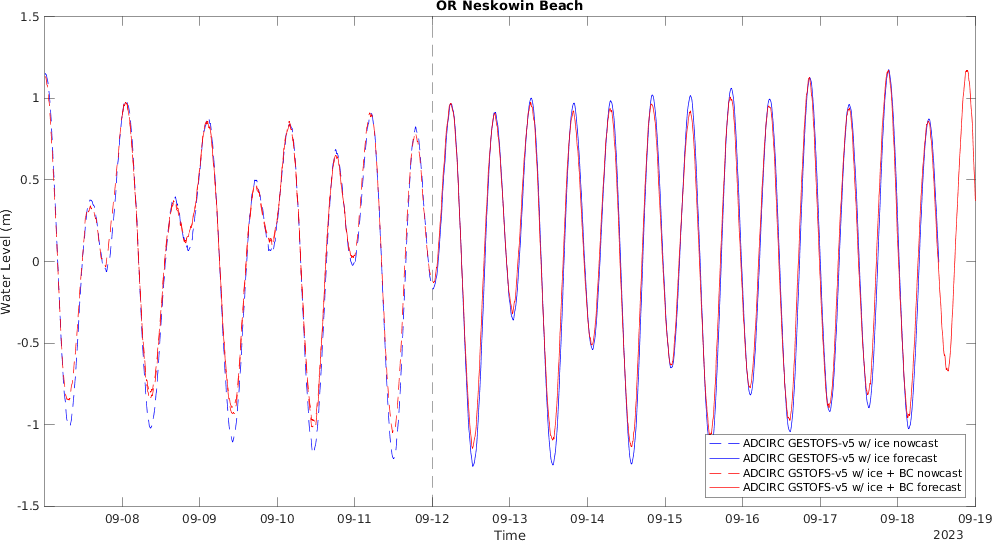 OR Neskowin Beach
1.5
1
0.5
0
-0.5
-1
-1.5
Water Level (m)
ADCIRC GESTOFS-v5 w/ ice nowcast
ADCIRC GESTOFS-v5 w/ ice forecast
ADCIRC GSTOFS-v5 w/ ice + BC nowcast
ADCIRC GSTOFS-v5 w/ ice + BC forecast
09-08 09-09 09-10 09-11 09-12 09-13 09-14 09-15 09-16 09-17 09-18 09-19
Time
2023